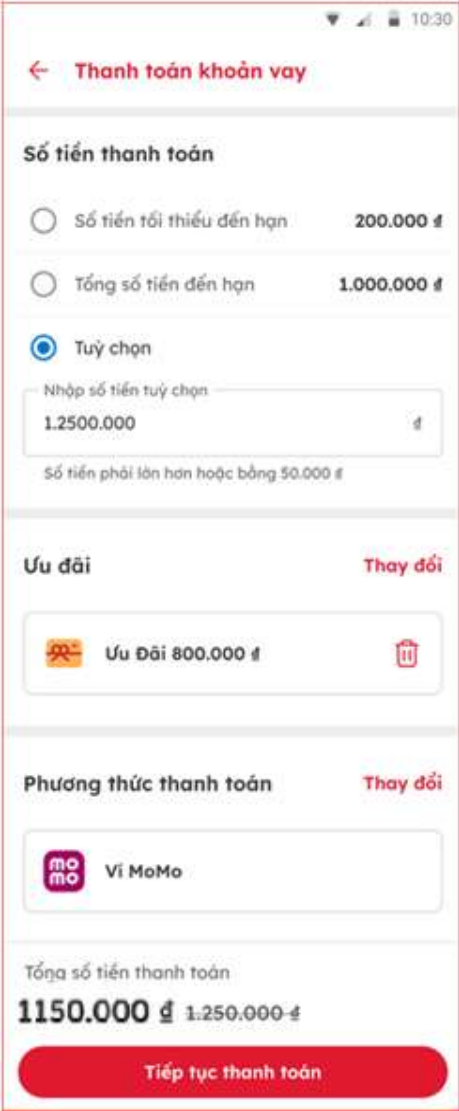 10:30
Thanh toán khoản vay
Số tiền thanh toán
Số tiền tối thiểu đến hạn 200.000 ₫
Tổng số tiền đến hạn 1.000.000 ₫
Tuỳ chọn
Nhập số tiền tuỳ chọn
1.2500.000 ₫
Số tiền phải lớn hơn hoặc bằng 50.000 ₫
Ưu đãi Thay đổi
Ưu Đãi 800.000 ₫
Phương thức thanh toán Thay đổi
mo
mo
Ví MoMo
Tổng số tiền thanh toán
1150.000 ₫ 1.250.000 ₫
Tiếp tục thanh toán